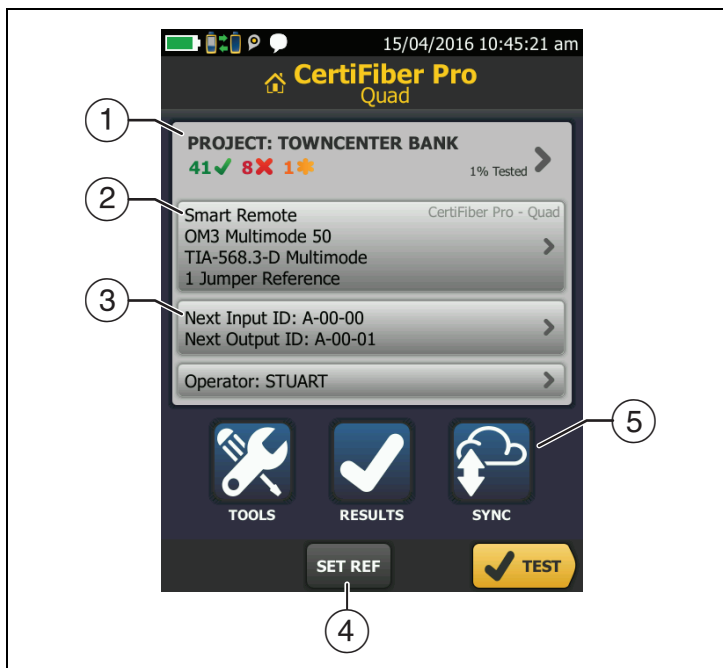 15/04/2016 10:45:21 am
CertiFiber Pro
Quad
1
PROJECT: TOWNCENTER BANK
41 8 1
1% Tested
2
Smart Remote
CertiFiber Pro - Quad
OM3 Multimode 50
TIA-568.3-D Multimode
1 Jumper Reference
3
Next Input ID: A-00-00
Next Output ID: A-00-01
Operator: STUART
5
TOOLS
RESULTS
SYNC
SET REF
TEST
4